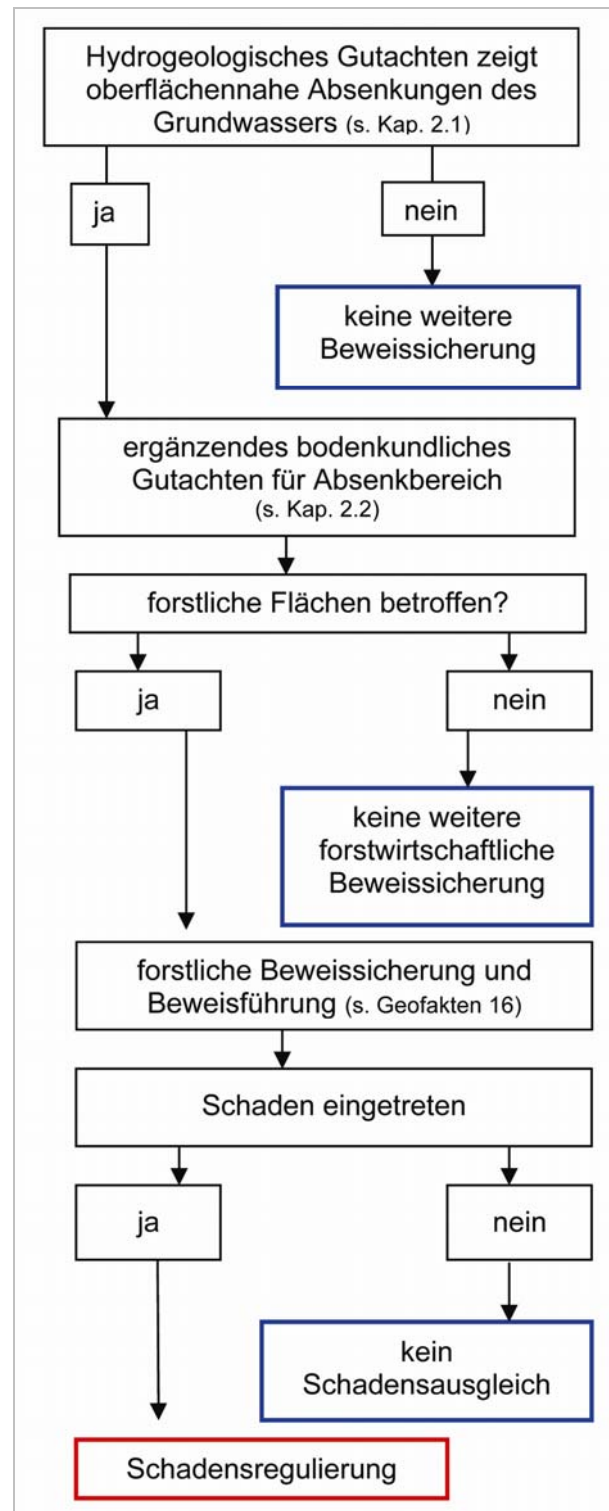 Hydrogeologisches Gutachten zeigt
oberflächennahe Absenkungen des
Grundwassers (s. Kap. 2.1)
ja
nein
keine weitere
Beweissicherung
ergänzendes bodenkundliches
Gutachten für Absenkbereich
(s. Kap. 2.2)
forstliche Flächen betroffen?
ja
nein
keine weitere
forstwirtschaftliche
Beweissicherung
forstliche Beweissicherung und
Beweisführung (s. Geofakten 16)
Schaden eingetreten
ja
nein
kein
Schadensausgleich
Schadensregulierung